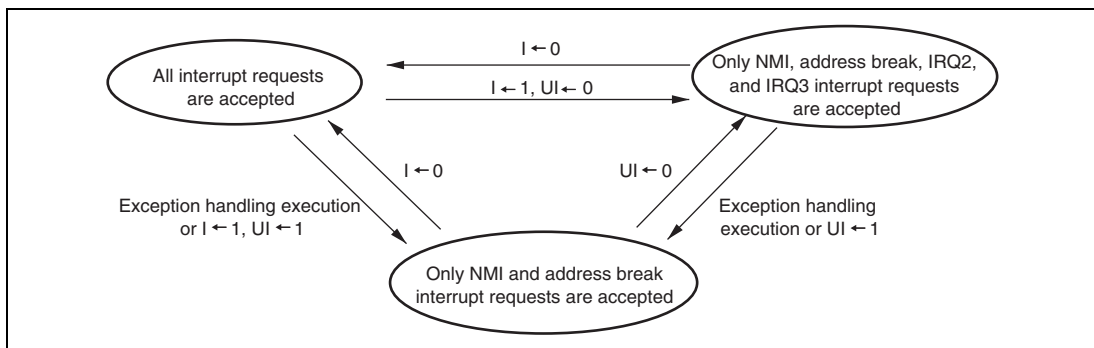 I ← 0
All interrupt requests
are accepted
Only NMI, address break, IRQ2,
and IRQ3 interrupt requests
are accepted
I ← 1, UI ← 0
I ← 0
UI ← 0
Exception handling execution
or I ← 1, UI ← 1
Exception handling
execution or UI ← 1
Only NMI and address break
interrupt requests are accepted